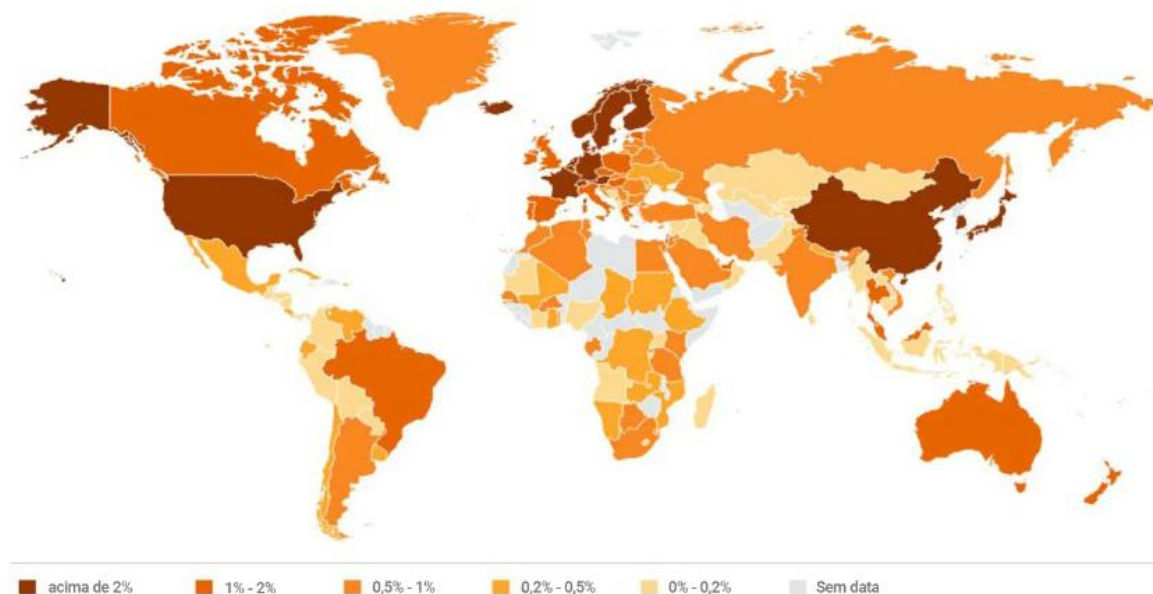 acima de 2% 1% - 2% 0,5% - 1% 0,2% - 0,5% 0% - 0,2% Sem data